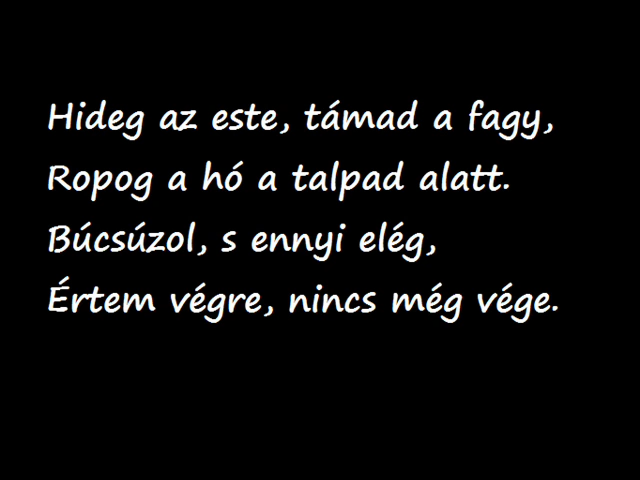 Hideg az este, támad a fagy,
Ropog a hó a talpad alatt.
Búcsúzol, s ennyi elég,
Értem végre, nincs még vége.